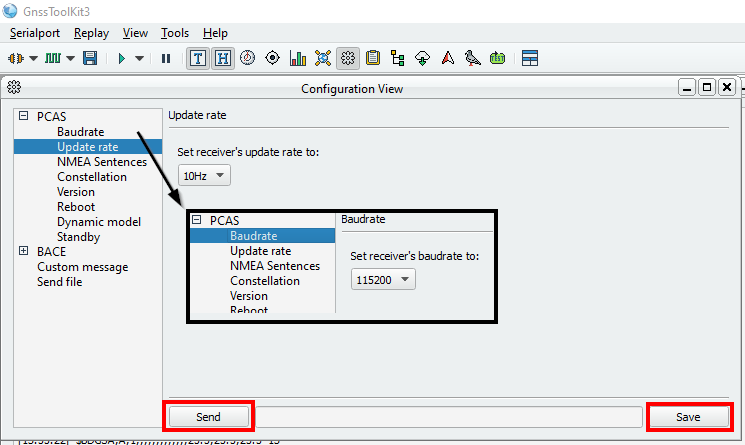 GnssToolKit3
Serialport Replay View Tools Help
T H
Configuration View
PCAS
Baudrate
Update rate
NMEA Sentences
Constellation
Version
Reboot
Dynamic model
Standby
BACE
Custom message
Send file
Update rate
Set receiver's update rate to:
10Hz
PCAS
Baudrate
Update rate
NMEA Sentences
Constellation
Version
Reboot
Baudrate
Set receiver's baudrate to:
115200
Send
Save